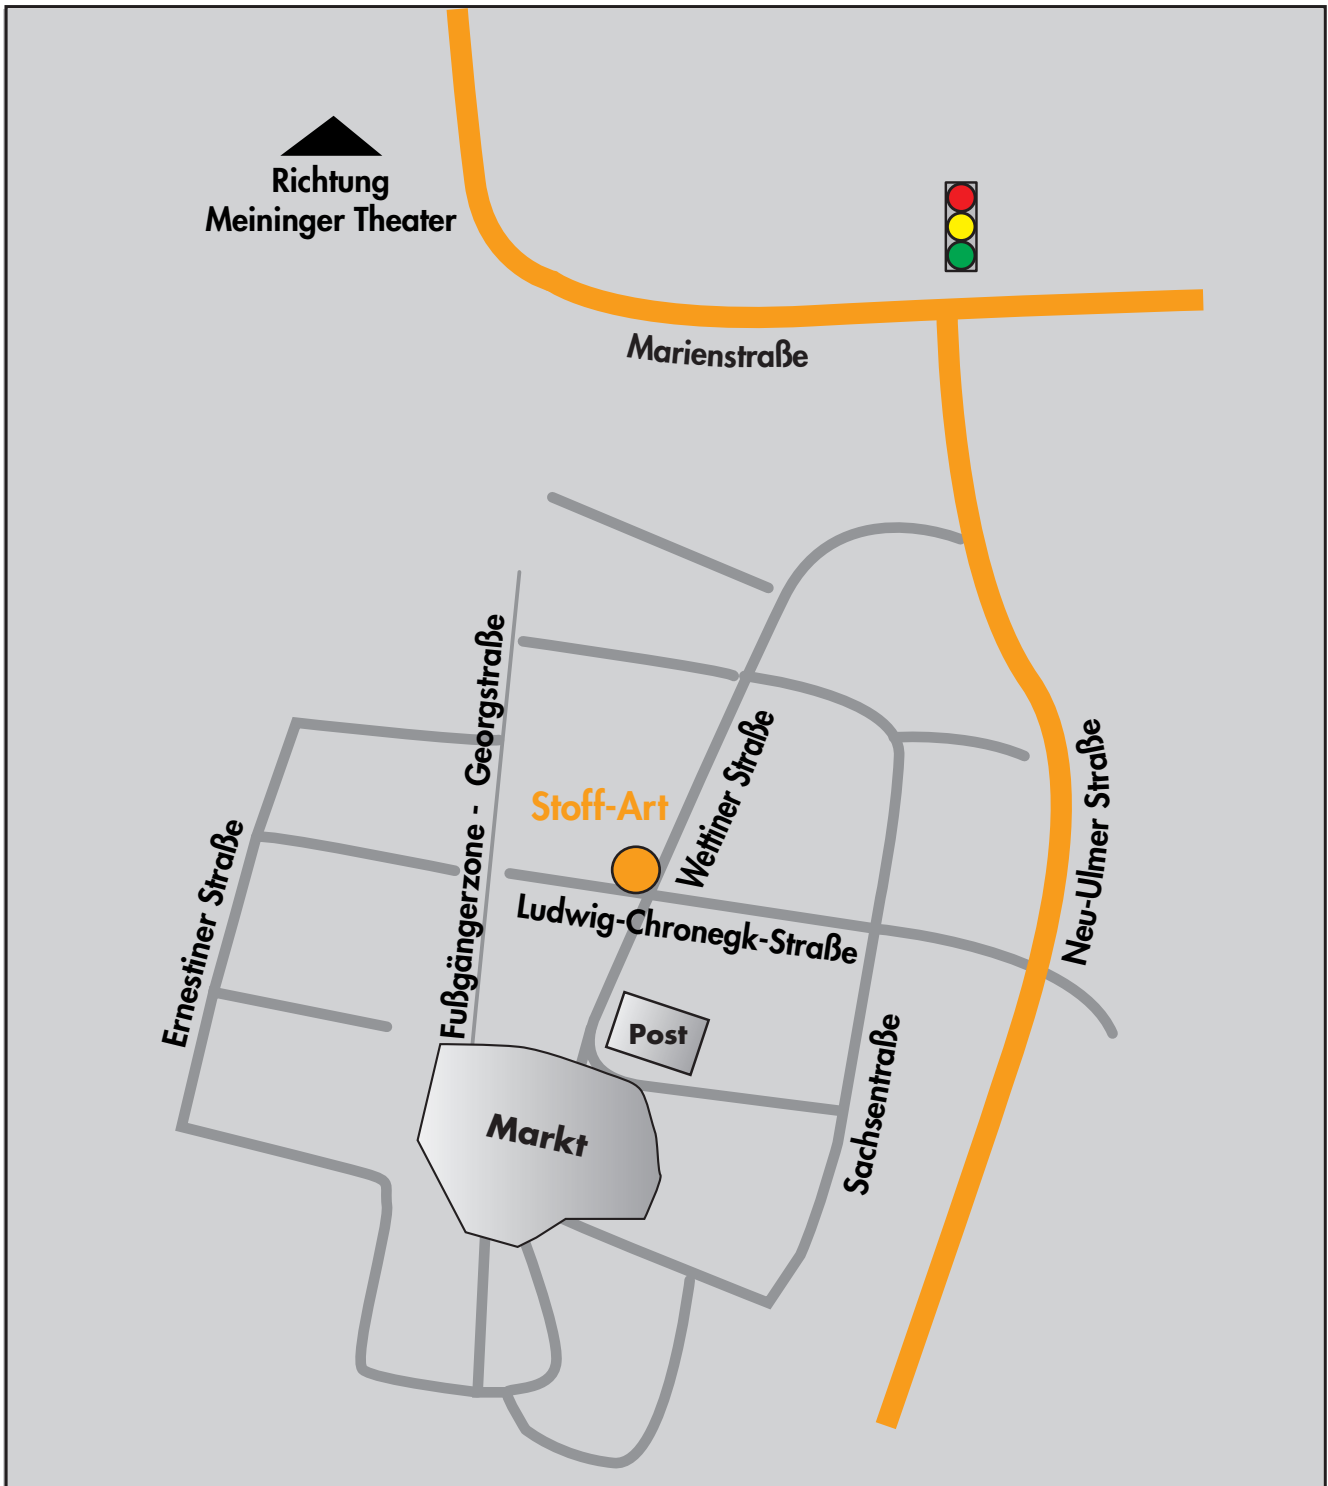 Richtung
Meininger Theater
Marienstraße
Fußgängerzone - Georgstraße
Stoff-Art
Wettiner Straße
Neu-Ulmer Straße
Ernestiner Straße
Ludwig-Chronegk-Straße
Post
Sachsentraße
Markt